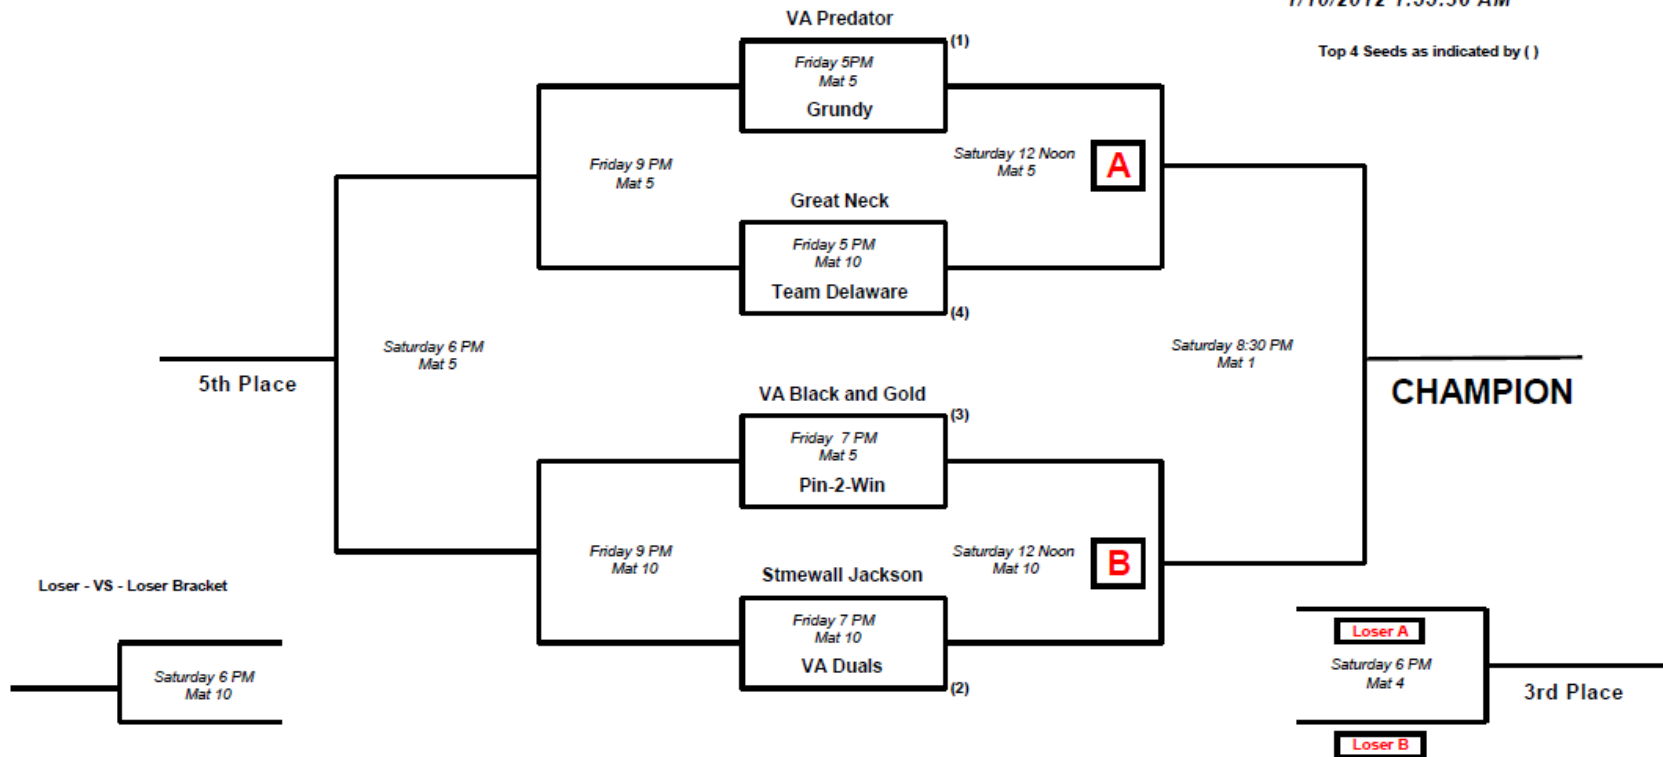 VA Predator
(1)
Top 4 Seeds as indicated by ( )
Friday 5PM
Mat 5
Grundy
Friday 9 PM
Mat 5
Saturday 12 Noon
Mat 5
A
Great Neck
Friday 5 PM
Mat 10
Team Delaware
(4)
Saturday 6 PM
Mat 5
5th Place
Saturday 8:30 PM
Mat 1
CHAMPION
VA Black and Gold
(3)
Friday 7 PM
Mat 5
Pin-2-Win
Friday 9 PM
Mat 10
Saturday 12 Noon
Mat 10
B
Stmewall Jackson
Friday 7 PM
Mat 10
VA Duals
(2)
Loser - VS - Loser Bracket
Saturday 6 PM
Mat 10
Loser A
Saturday 6 PM
Mat 4
3rd Place
Loser B